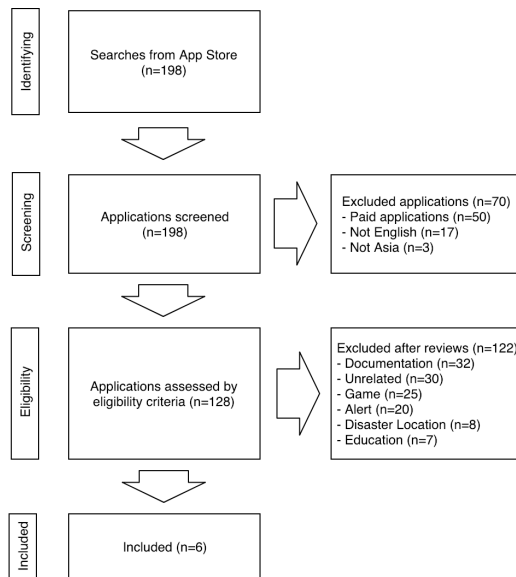 Identifying
Searches from App Store
(n=198)
Screening
Applications screened
(n=198)
Excluded applications (n=70)
- Paid applications (n=50)
- Not English (n=17)
- Not Asia (n=3)
Eligibility
Applications assessed by
eligibility criteria (n=128)
Excluded after reviews (n=122)
- Documentation (n=32)
- Unrelated (n=30)
- Game (n=25)
- Alert (n=20)
- Disaster Location (n=8)
- Education (n=7)
Included
Included (n=6)